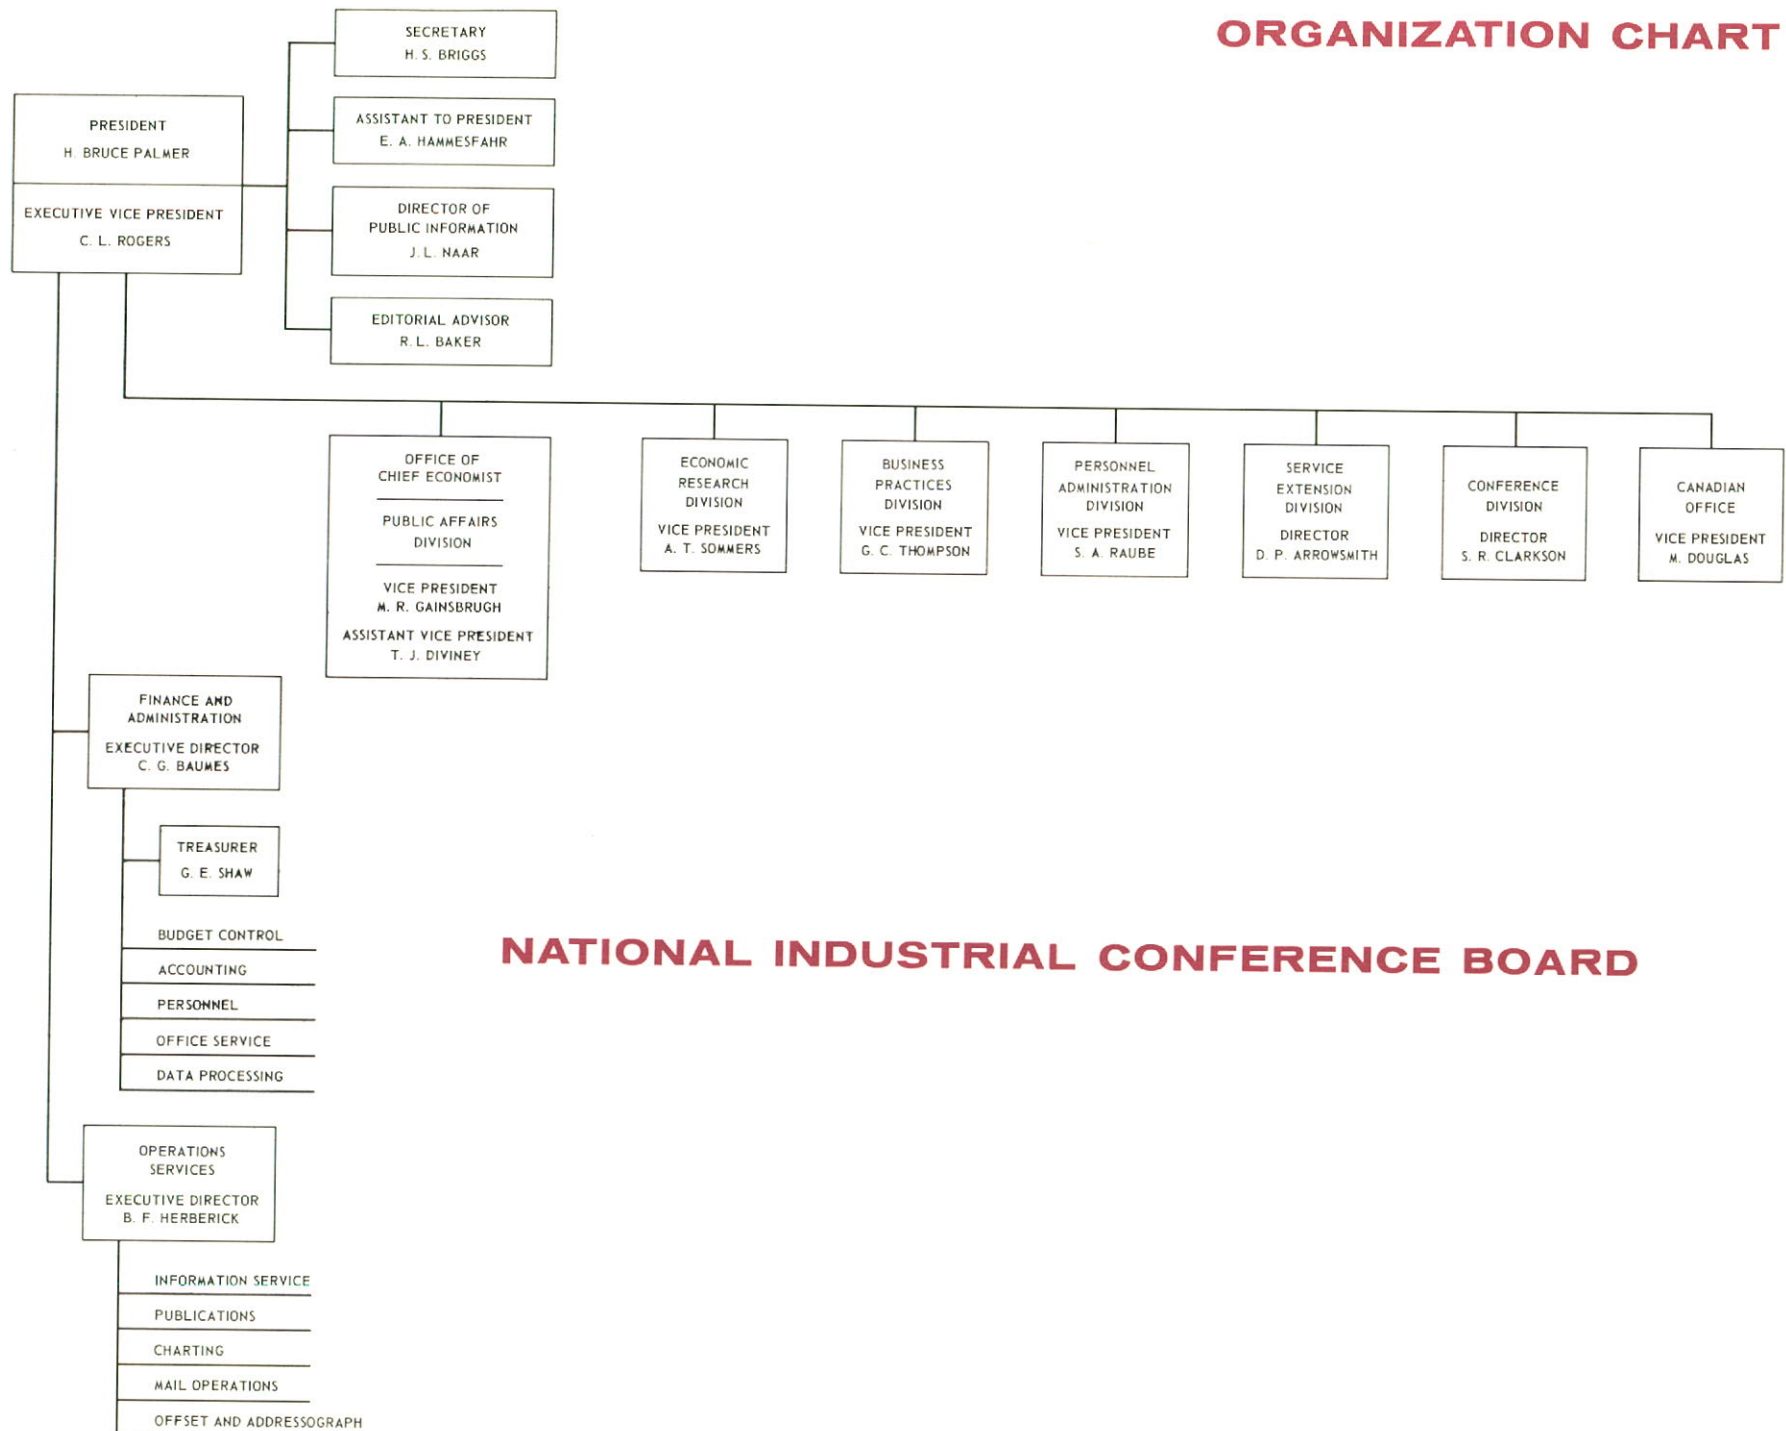 ORGANIZATION CHART
SECRETARY
H. S. BRIGGS
PRESIDENT
H. BRUCE PALMER
EXECUTIVE VICE PRESIDENT
C. L. ROGERS
ASSISTANT TO PRESIDENT
E. A. HAMMESFAHR
DIRECTOR OF
PUBLIC INFORMATION
J. L. NAAR
EDITORIAL ADVISOR
R. L. BAKER
OFFICE OF
CHIEF ECONOMIST
PUBLIC AFFAIRS
DIVISION
VICE PRESIDENT
M. R. GAINSBRUGH
ASSISTANT VICE PRESIDENT
T. J. DIVINEY
ECONOMIC
RESEARCH
DIVISION
VICE PRESIDENT
A. T. SOMMERS
BUSINESS
PRACTICES
DIVISION
VICE PRESIDENT
G. C. THOMPSON
PERSONNEL
ADMINISTRATION
DIVISION
VICE PRESIDENT
S. A. RAUBE
SERVICE
EXTENSION
DIVISION
DIRECTOR
D. P. ARROWSMITH
CONFERENCE
DIVISION
DIRECTOR
S. R. CLARKSON
CANADIAN
OFFICE
VICE PRESIDENT
M. DOUGLAS
FINANCE AND
ADMINISTRATION
EXECUTIVE DIRECTOR
C. G. BAUMES
TREASURER
G. E. SHAW
BUDGET CONTROL
ACCOUNTING
PERSONNEL
OFFICE SERVICE
DATA PROCESSING
NATIONAL INDUSTRIAL CONFERENCE BOARD
OPERATIONS
SERVICES
EXECUTIVE DIRECTOR
B. F. HERBERICK
INFORMATION SERVICE
PUBLICATIONS
CHARTING
MAIL OPERATIONS
OFFSET AND ADDRESSOGRAPH